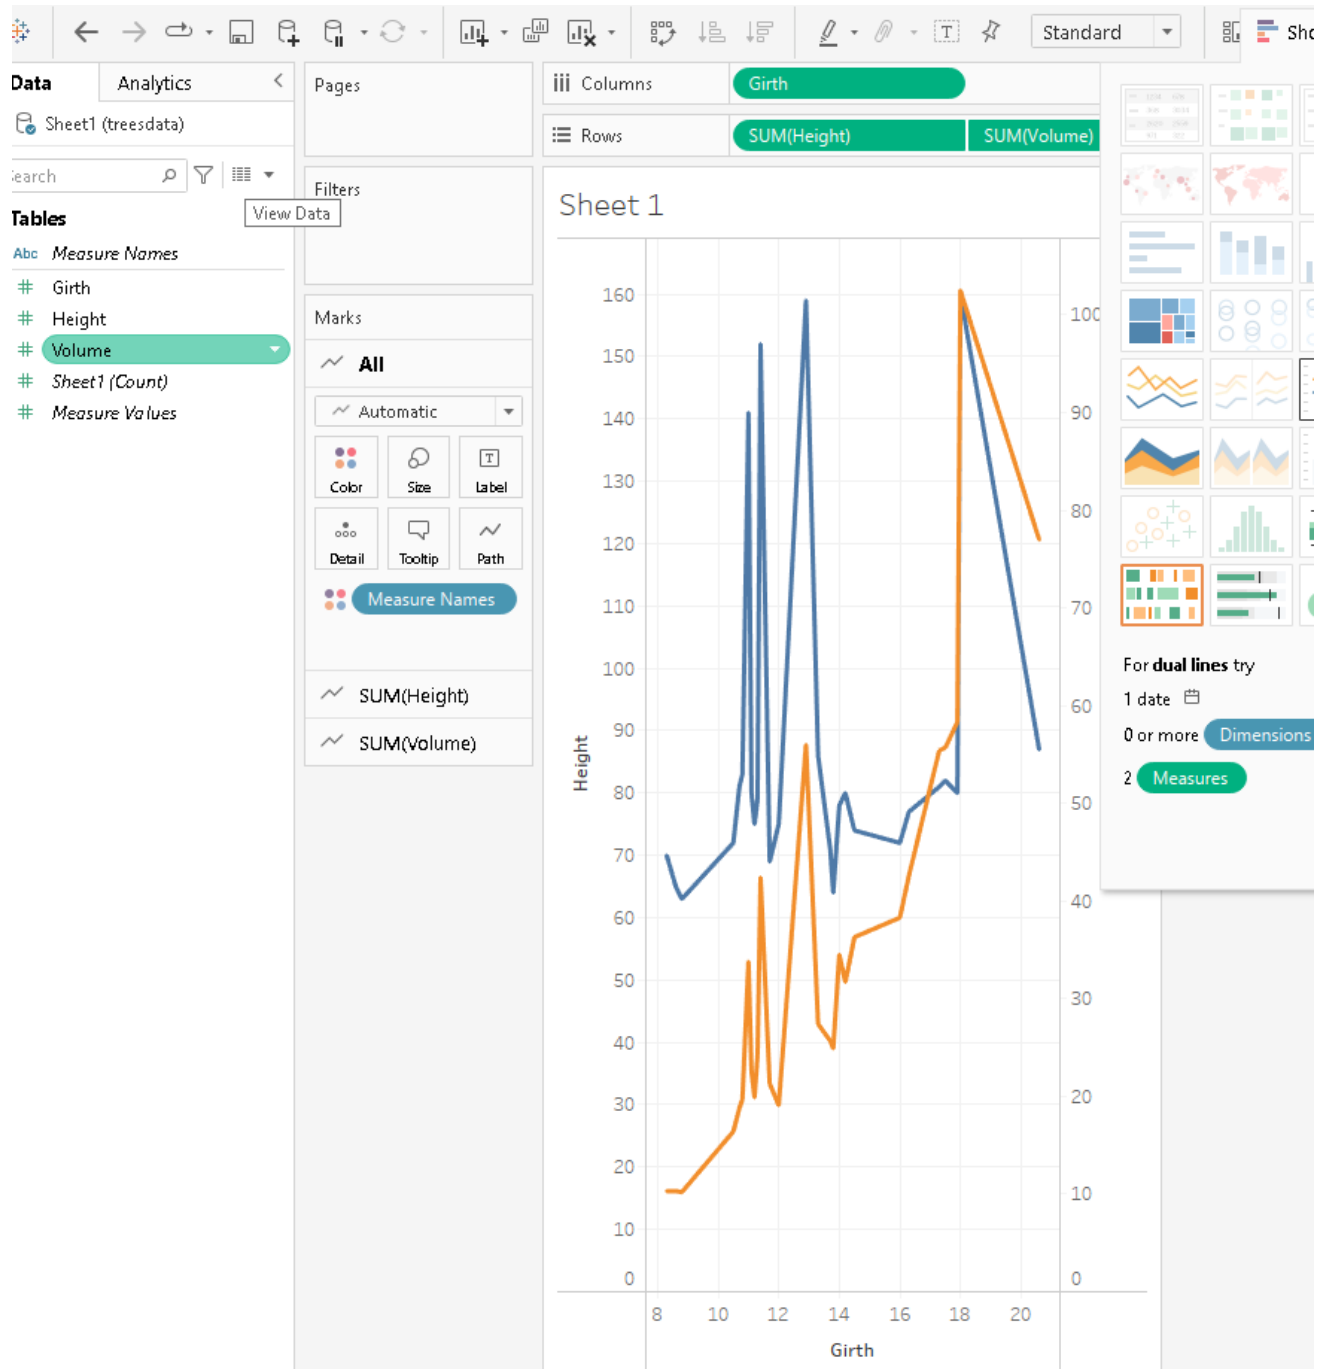 Standard
Data
Analytics
Sheet1 (treesdata)
Search
View Data
Tables
Abc Measure Names
# Girth
# Height
# Volume
# Sheet1 (Count)
# Measure Values
Pages
Filters
Marks
All
Automatic
Color
Size
T
Label
Detail
Tooltip
Path
Measure Names
SUM(Height)
SUM(Volume)
Columns
Girth
Rows
SUM(Height)
SUM(Volume)
Sheet 1
Height
160
150
140
130
120
110
100
90
80
70
60
50
40
30
20
10
0
100
90
80
70
60
50
40
30
20
10
0
8 10 12 14 16 18 20
Girth
Sho
For dual lines try
1 date
0 or more Dimensions
2 Measures